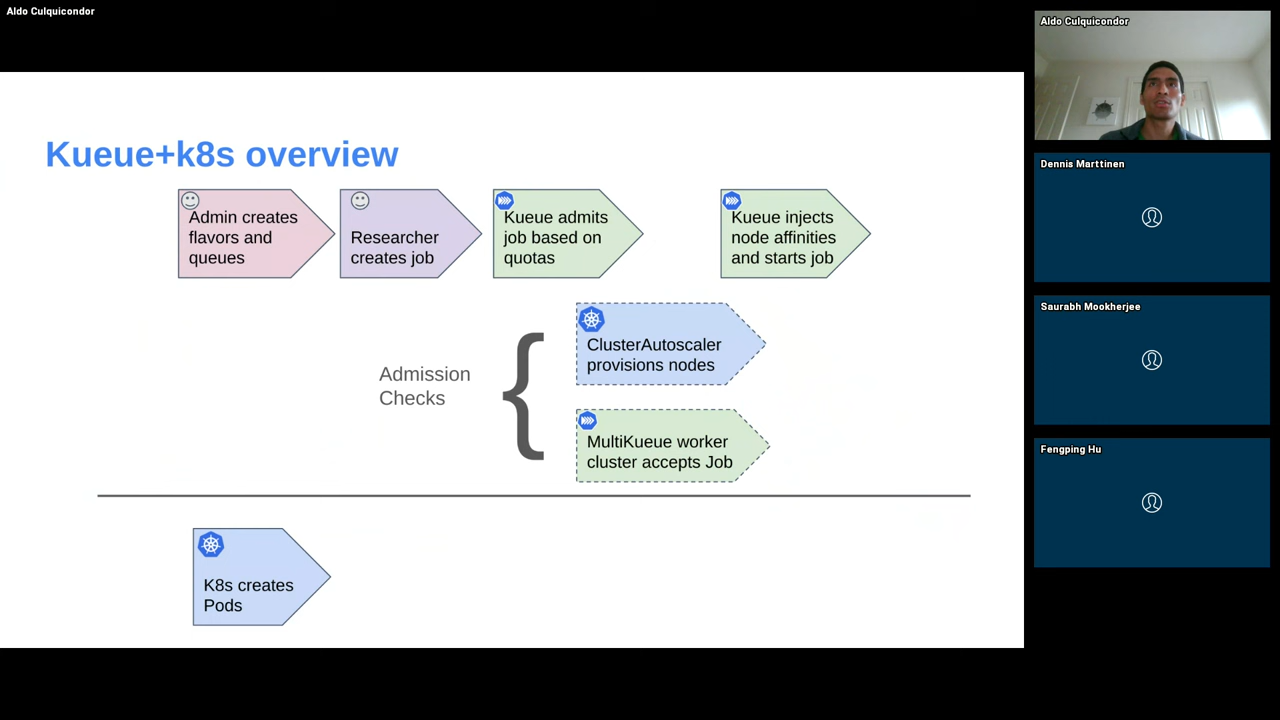 Aldo Culquicondor
Kueue+k8s overview
Admin creates
flavors and
queues
Researcher
creates job
Kueue admits
job based on
quotas
Kueue injects
node affinities
and starts job
Admission
Checks
{
ClusterAutoscaler
provisions nodes
MultiKueue worker
cluster accepts Job
K8s creates
Pods
Aldo Culquicondor
Dennis Marttinen
Saurabh Mookherjee
Fengping Hu